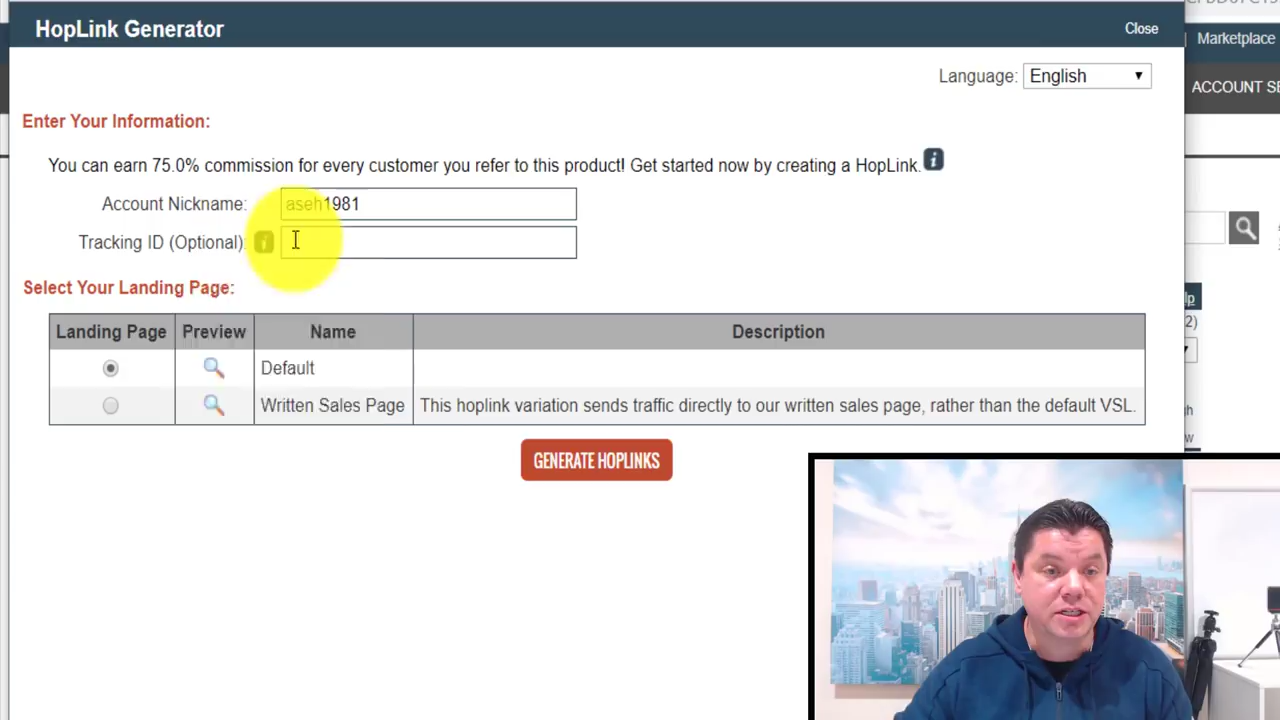 HopLink Generator
Close
Marketplace
Language: English
ACCOUNT SE
Enter Your Information:
You can earn 75.0% commission for every customer you refer to this product! Get started now by creating a HopLink.
Account Nickname: aseh1981
Tracking ID (Optional):
Select Your Landing Page:
Landing Page Preview Name Description
Default
Written Sales Page This hoplink variation sends traffic directly to our written sales page, rather than the default VSL.
GENERATE HOPLINKS